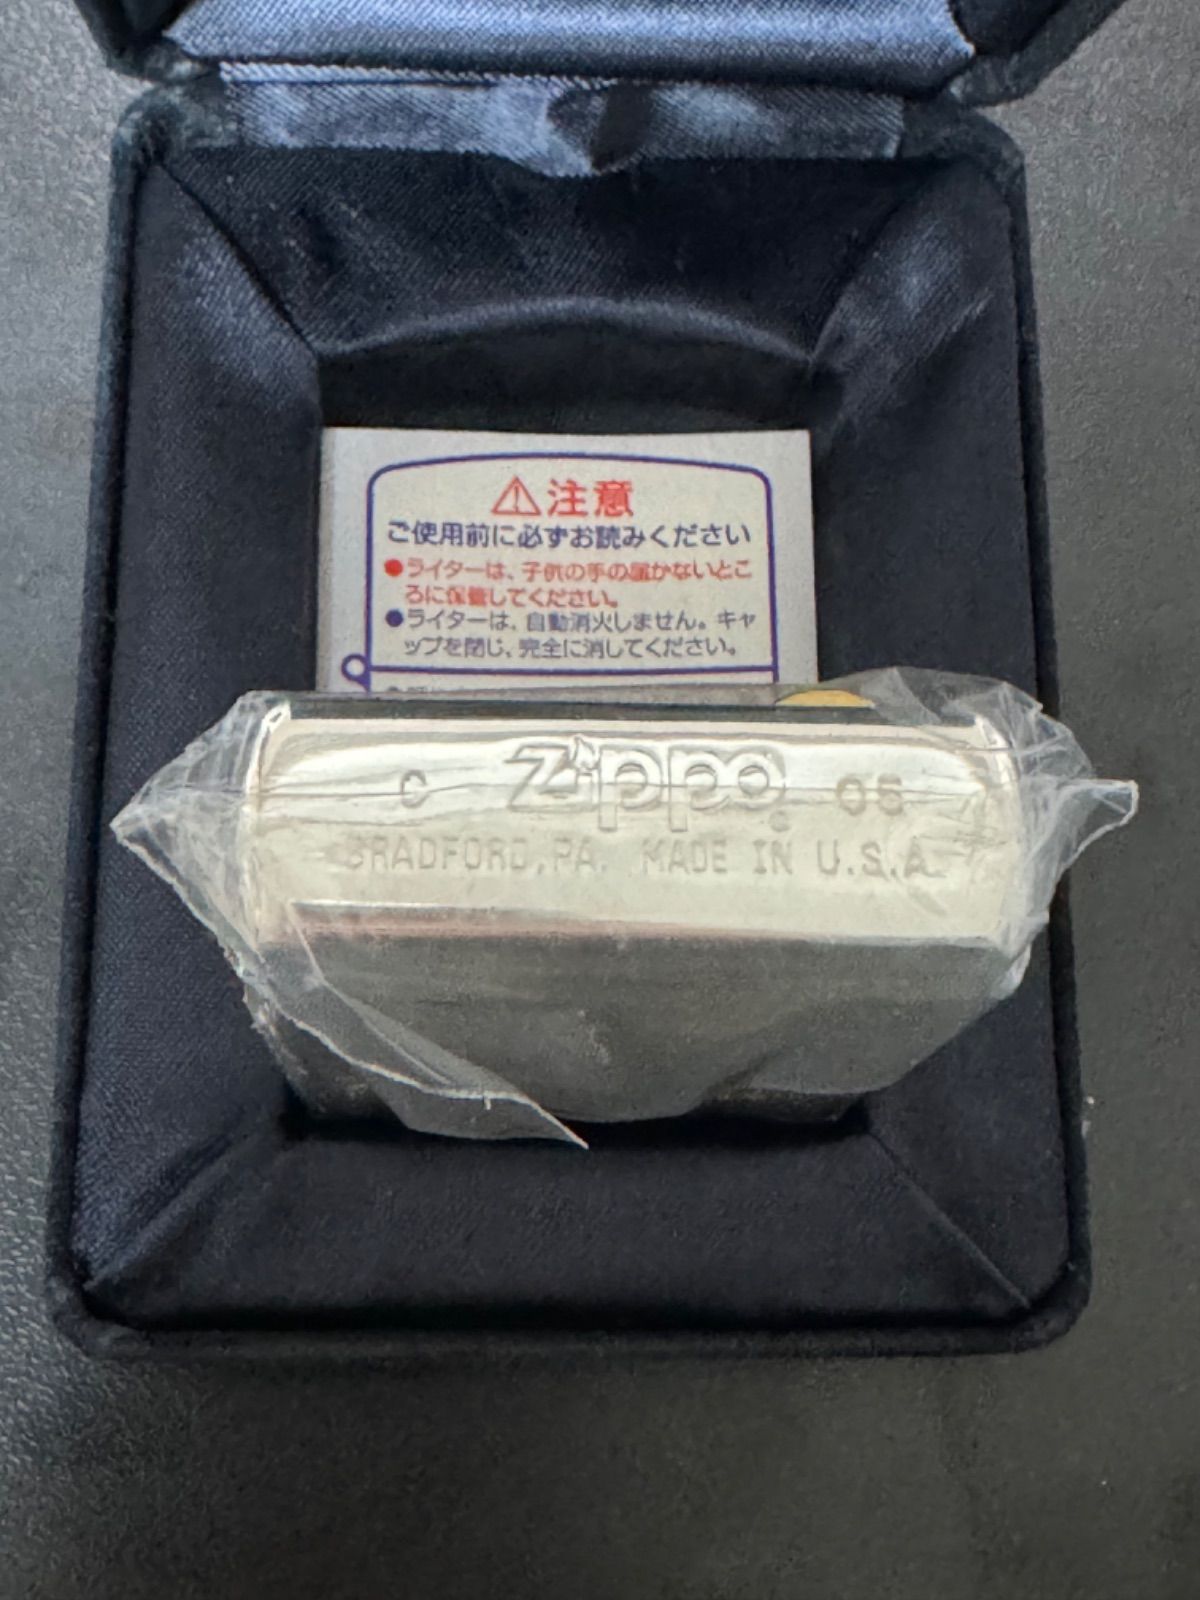 ⚠注意
ご使用前に必ずお読みください
●ライターは、子供の手の届かないとこ
ろに保管してください。
●ライターは、自動消火しません。キャ
ップを閉じ、完全に消してください。
C zippo ® 05
BRADFORD, PA. MADE IN U.S.A.